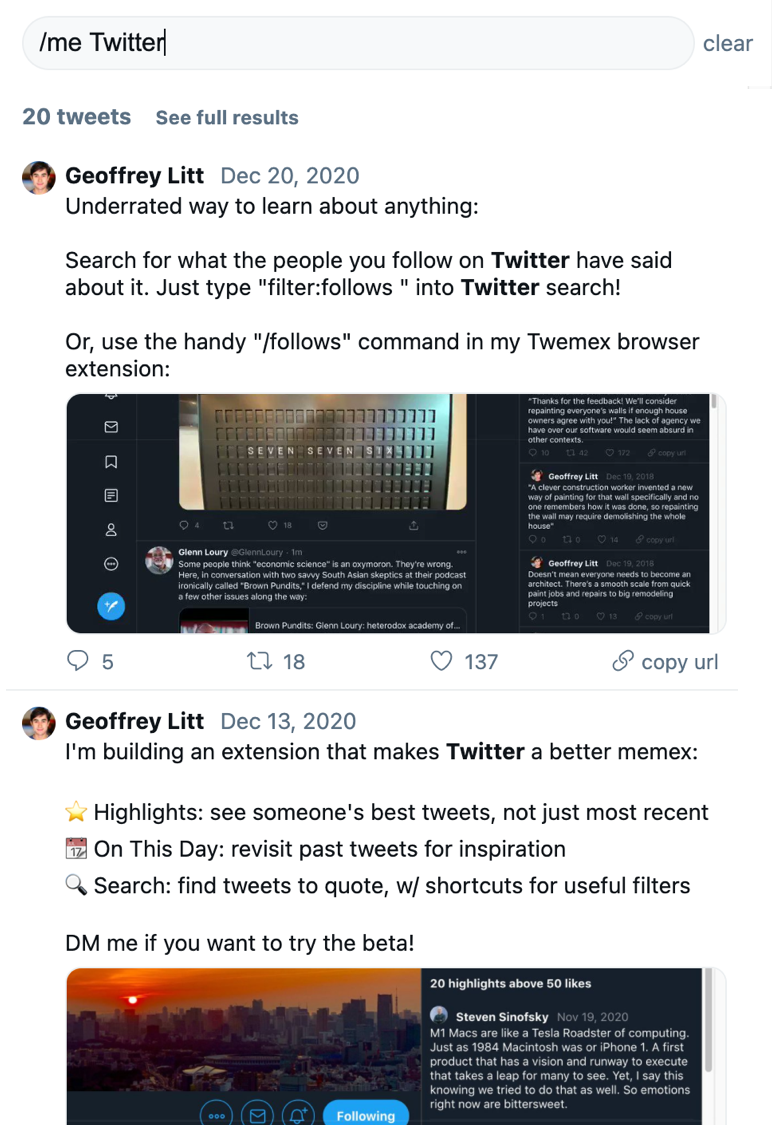 /me Twitter
clear
20 tweets See full results
Geoffrey Litt Dec 20, 2020
Underrated way to learn about anything:
Search for what the people you follow on Twitter have said
about it. Just type "filter:follows " into Twitter search!
Or, use the handy "/follows" command in my Twemex browser
extension:
SEVEN SEVEN SIX
4
18
Glenn Loury @GlennLoury · 1m
Some people think "economic science" is an oxymoron. They're wrong.
Here, in conversation with two savvy South Asian skeptics at their podcast
ironically called "Brown Pundits," I defend my discipline while touching on
a few other issues along the way:
Brown Pundits: Glenn Loury: heterodox academy of...
"Thanks for the feedback! We'll consider
repainting everyone's walls if enough house
owners agree with you!" The lack of agency we
have over our software would seem absurd in
other contexts.
10 42 172 copy url
Geoffrey Litt Dec 19, 2018
"A clever construction worker invented a new
way of painting for that wall specifically and no
one remembers how it was done, so repainting
the wall may require demolishing the whole
house"
0 0 14 copy url
Geoffrey Litt Dec 19, 2018
Doesn't mean everyone needs to become an
architect. There's a smooth scale from quick
paint jobs and repairs to big remodeling
projects
1 0 13 copy url
5 18 137 copy url
Geoffrey Litt Dec 13, 2020
I'm building an extension that makes Twitter a better memex:
⭐ Highlights: see someone's best tweets, not just most recent
📆 On This Day: revisit past tweets for inspiration
🔍 Search: find tweets to quote, w/ shortcuts for useful filters
DM me if you want to try the beta!
Following
20 highlights above 50 likes
Steven Sinofsky Nov 19, 2020
M1 Macs are like a Tesla Roadster of computing.
Just as 1984 Macintosh was or iPhone 1. A first
product that has a vision and runway to execute
that takes a leap for many to see. Yet, I say this
knowing we tried to do that as well. So emotions
right now are bittersweet.